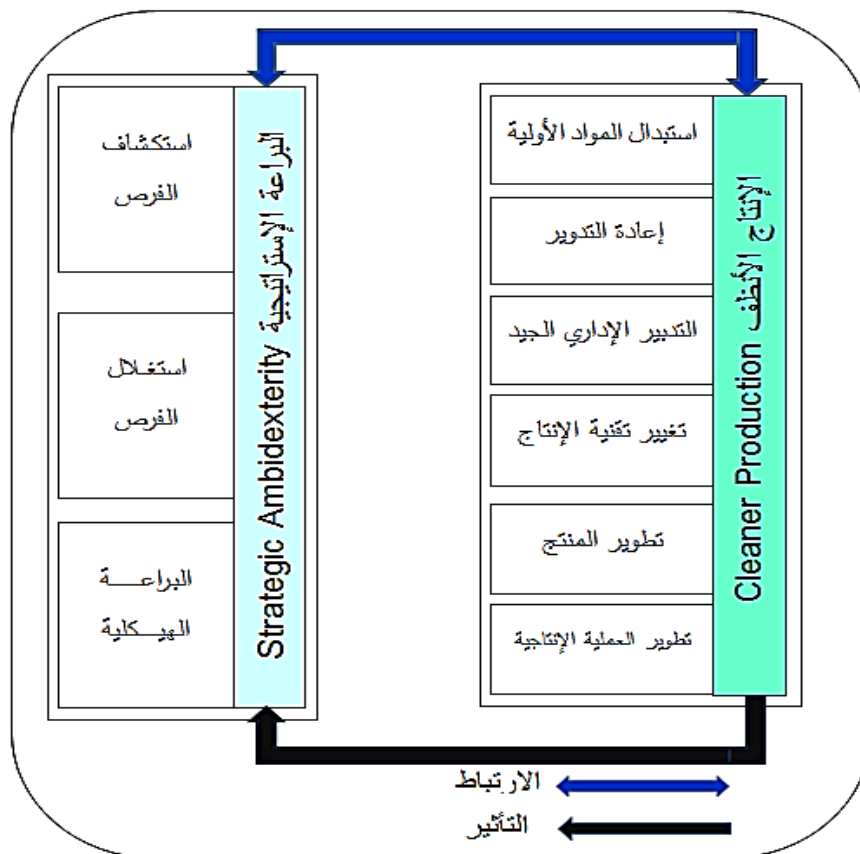 الإنتاج الأنظف Cleaner Production
استبدال المواد الأولية
إعادة التدوير
التدبير الإداري الجيد
تغيير تقنية الإنتاج
تطوير المنتج
تطوير العملية الإنتاجية
البراعة الإستراتيجية Strategic Ambidexterity
استكشاف
الفرص
استغلال
الفرص
البراعـــــة
الهيـــكلية
الارتباط
التأثير